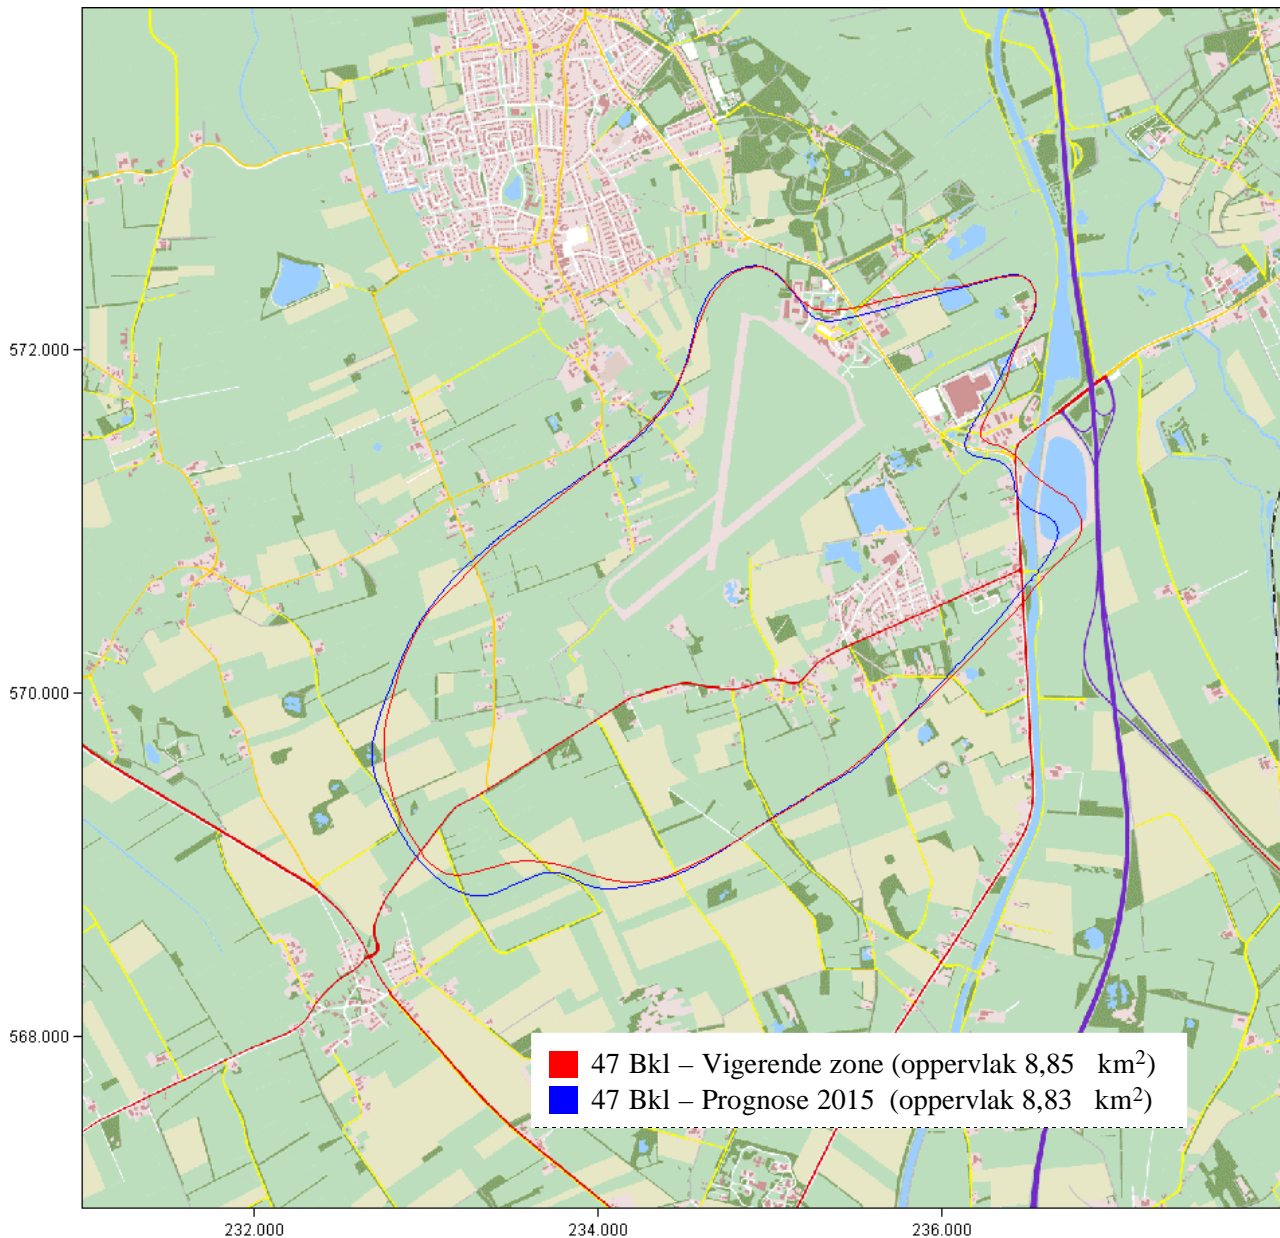 572.000
570.000
568.000
47 Bkl – Vigerende zone (oppervlak 8,85 km²)
47 Bkl – Prognose 2015 (oppervlak 8,83 km²)
232.000 234.000 236.000